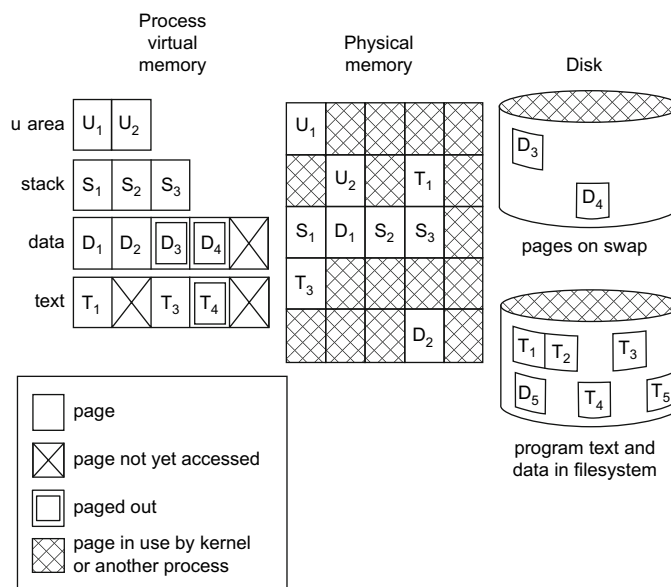 Process
virtual
memory
Physical
memory
Disk
u area
U₁ U₂
stack
S₁ S₂ S₃
data
D₁ D₂ D₃ D₄
text
T₁ T₃ T₄
U₁
U₂ T₁
S₁ D₁ S₂ S₃
T₃
D₂
D₃
D₄
pages on swap
T₁ T₂ T₃
D₅ T₄ T₅
program text and
data in filesystem
page
page not yet accessed
paged out
page in use by kernel
or another process